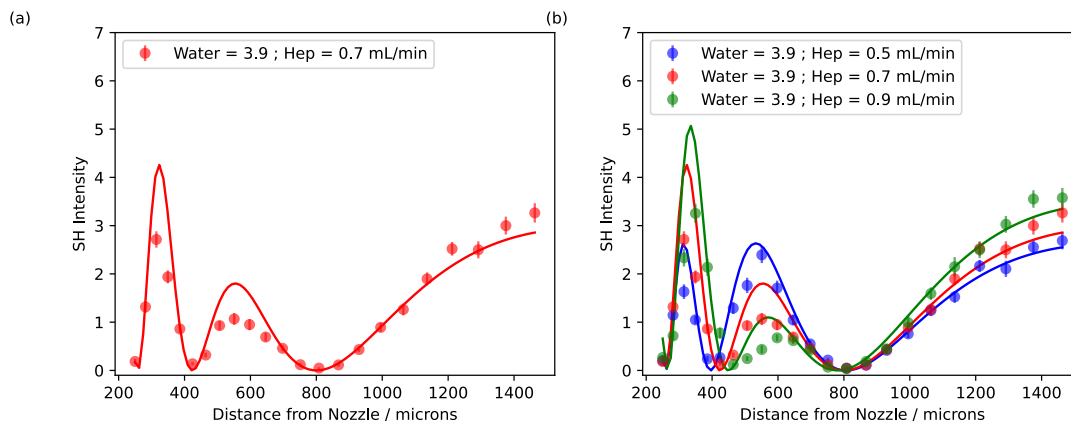 (a)
7
6
5
4
3
2
1
0
SH Intensity
Water = 3.9 ; Hep = 0.7 mL/min
200 400 600 800 1000 1200 1400
Distance from Nozzle / microns
(b)
7
6
5
4
3
2
1
0
SH Intensity
Water = 3.9 ; Hep = 0.5 mL/min
Water = 3.9 ; Hep = 0.7 mL/min
Water = 3.9 ; Hep = 0.9 mL/min
200 400 600 800 1000 1200 1400
Distance from Nozzle / microns